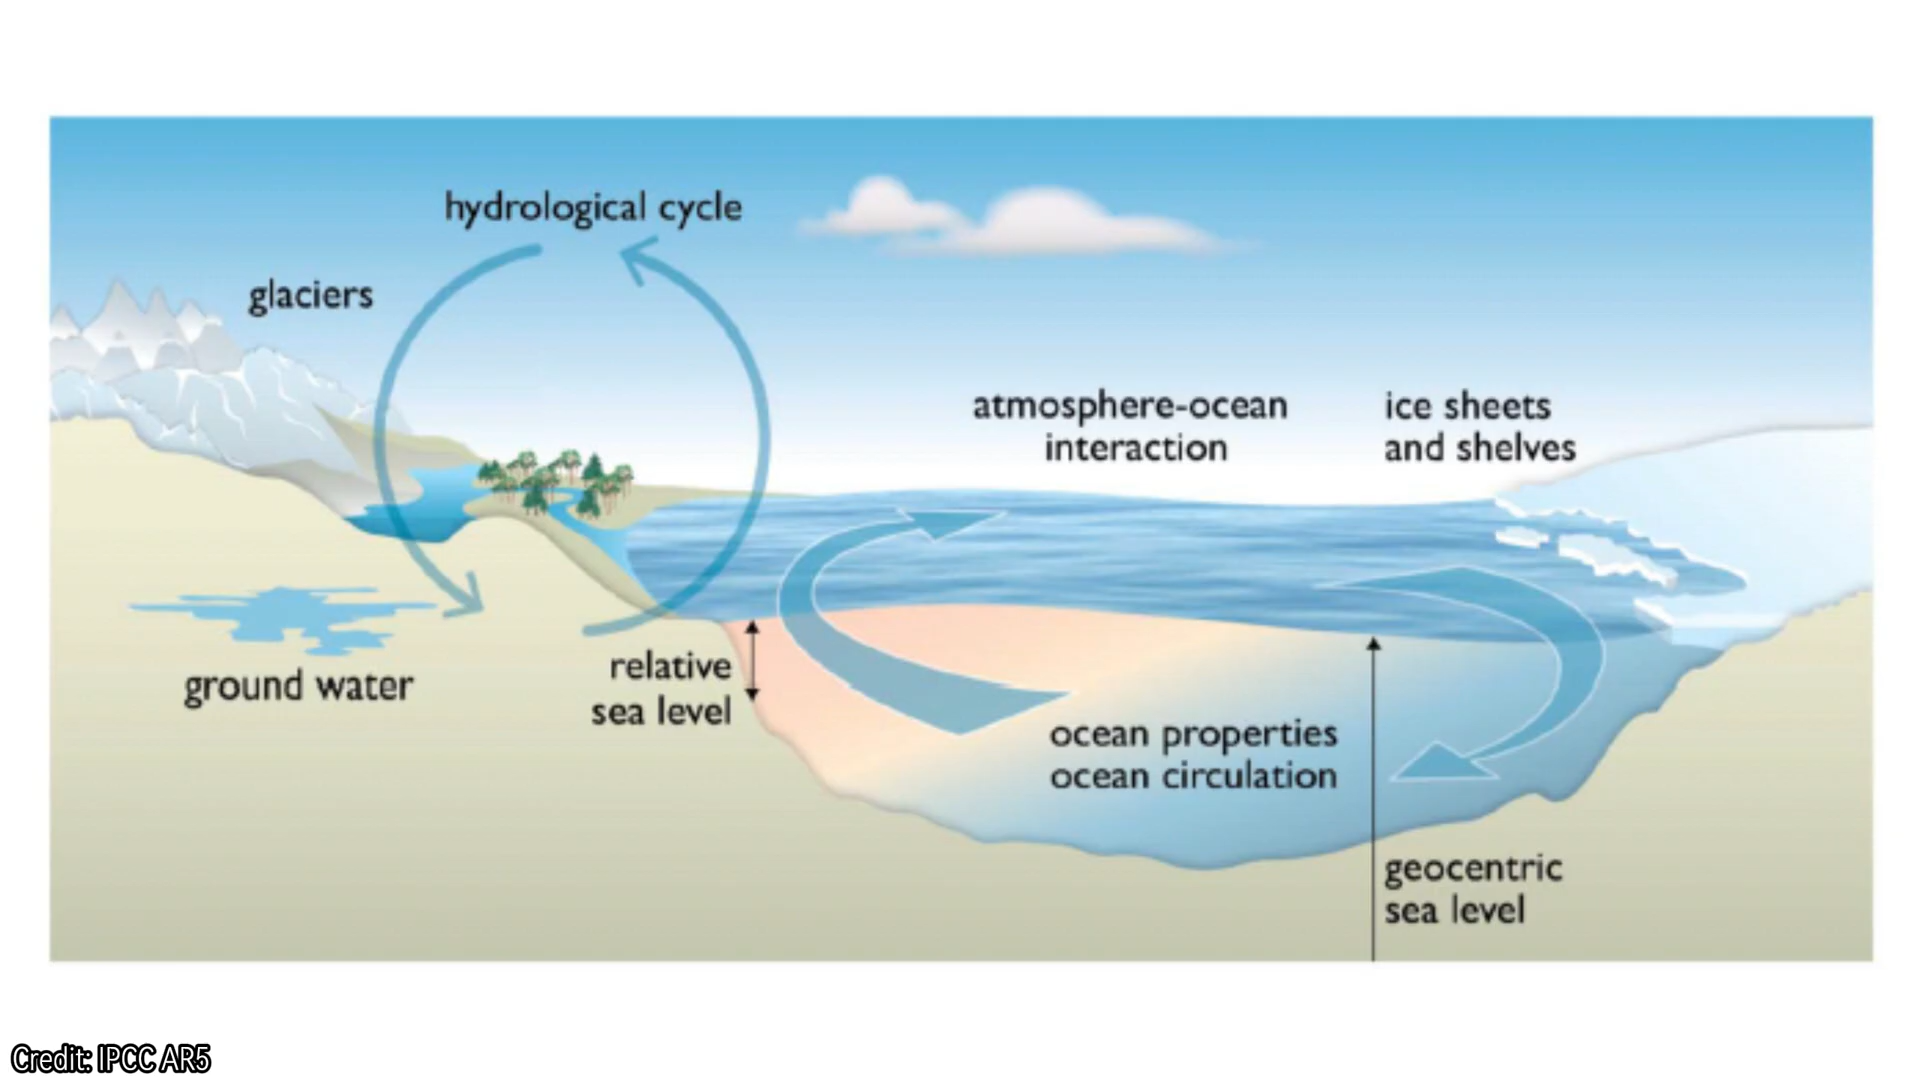 hydrological cycle
glaciers
atmosphere-ocean
interaction
ice sheets
and shelves
ground water
relative
sea level
ocean properties
ocean circulation
geocentric
sea level
Credit: IPCC AR5